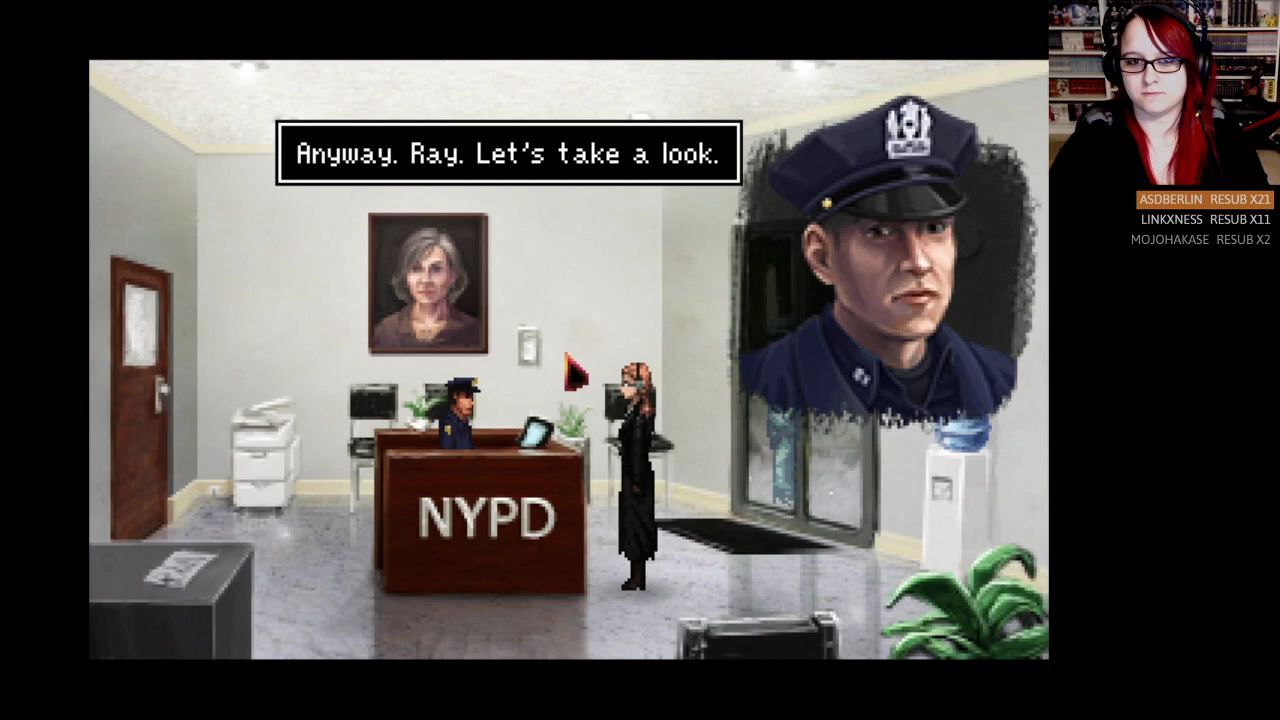 Anyway. Ray. Let's take a look.
NYPD
ASDBERLIN RESUB X21
LINKXNESS RESUB X11
MOJOHAKASE RESUB X2